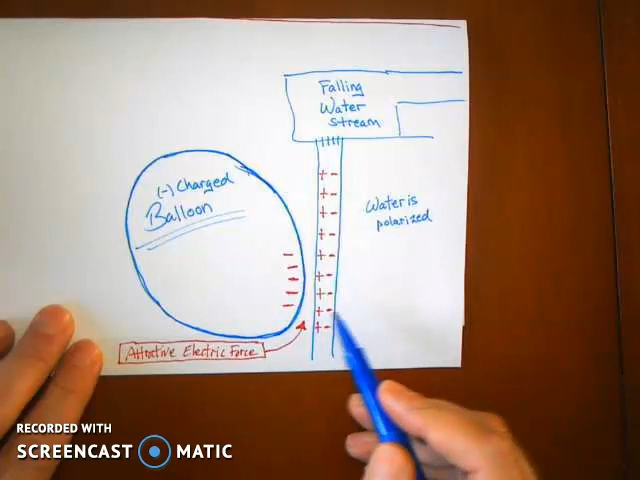 Falling
Water
Stream
(-) Charged
Balloon
Water is
polarized
+ -
+ -
+ -
+ -
+ -
+ -
+ -
+ -
+ -
Attractive Electric Force
RECORDED WITH
SCREENCAST MATIC